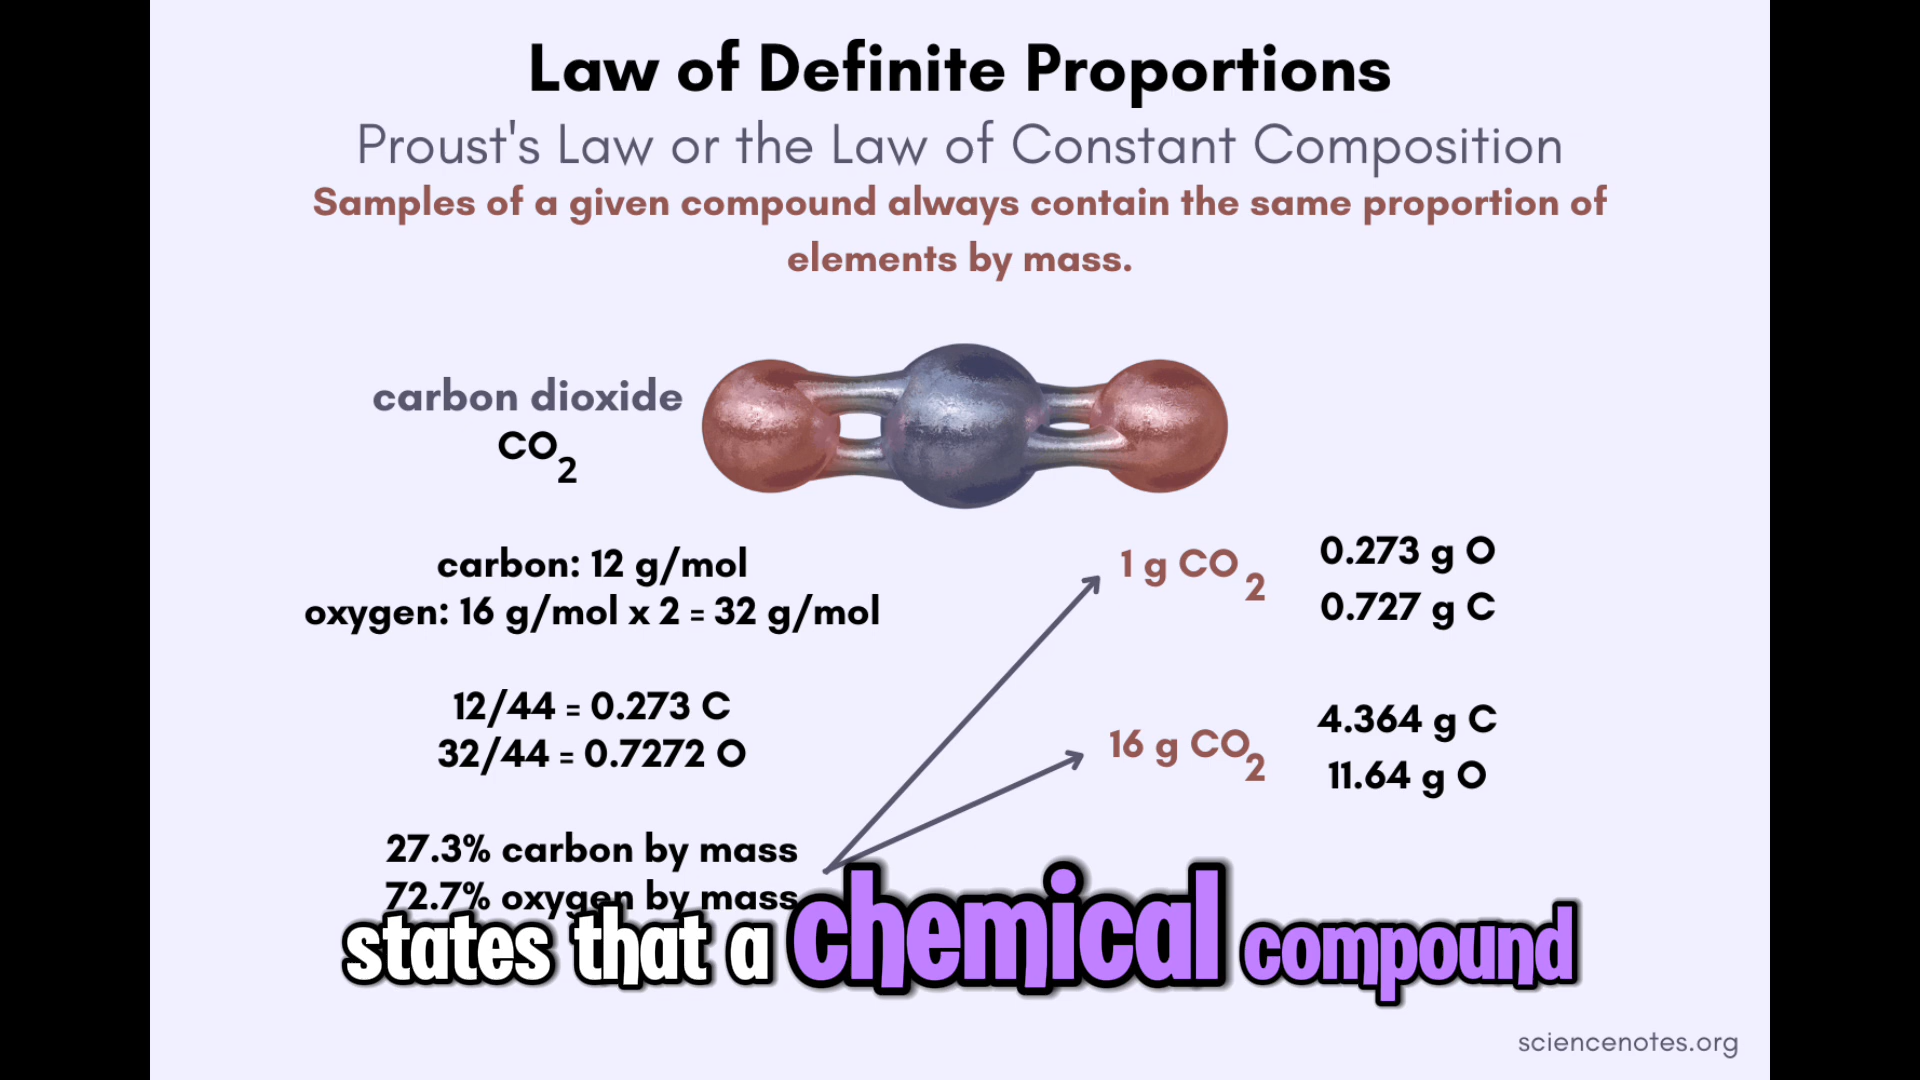 Law of Definite Proportions
Proust's Law or the Law of Constant Composition
Samples of a given compound always contain the same proportion of
elements by mass.
carbon dioxide
CO2
carbon: 12 g/mol
oxygen: 16 g/mol x 2 = 32 g/mol
12/44 = 0.273 C
32/44 = 0.7272 O
27.3% carbon by mass
72.7% oxygen by mass
1 g CO2
0.273 g O
0.727 g C
16 g CO2
4.364 g C
11.64 g O
states that a chemical compound
sciencenotes.org